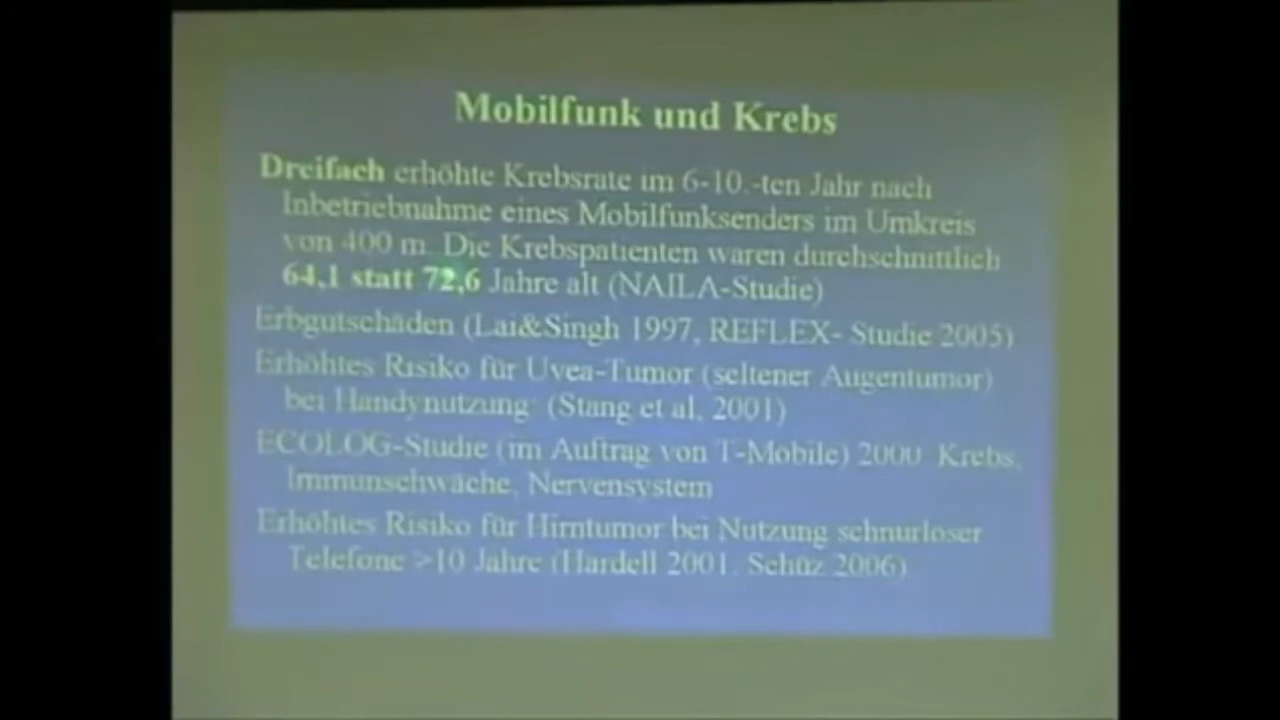 Mobilfunk und Krebs
Dreifach erhöhte Krebsrate im 6-10.-ten Jahr nach
Inbetriebnahme eines Mobilfunksenders im Umkreis
von 400 m. Die Krebspatienten waren durchschnittlich
64,1 statt 72,6 Jahre alt (NAILA-Studie)
Erbgutschäden (Lai&Singh 1997, REFLEX- Studie 2005)
Erhöhtes Risiko für Uvea-Tumor (seltener Augentumor)
bei Handynutzung (Stang et al, 2001)
ECOLOG-Studie (im Auftrag von T-Mobile) 2000 Krebs,
Immunschwäche, Nervensystem
Erhöhtes Risiko für Hirntumor bei Nutzung schnurloser
Telefone >10 Jahre (Hardell 2001, Schüz 2006)